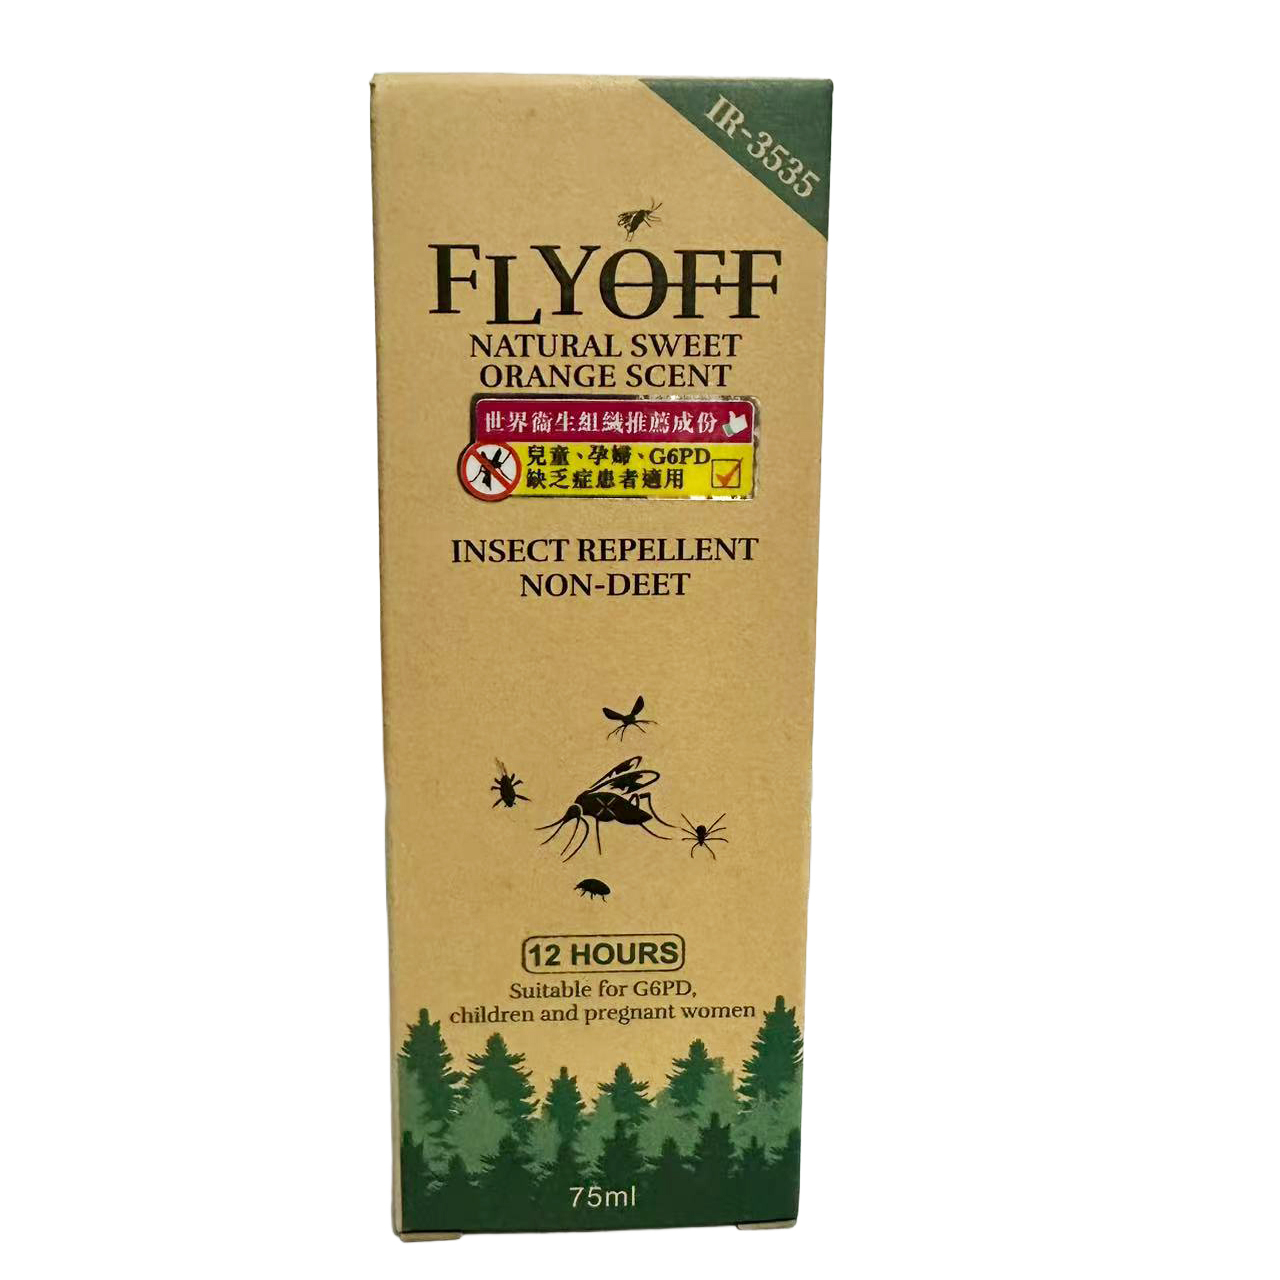 IR-3535
FLYOFF
NATURAL SWEET
ORANGE SCENT
世界衞生組織推薦成份
兒童、孕婦、G6PD
缺乏症患者適用
INSECT REPELLENT
NON-DEET
12 HOURS
Suitable for G6PD,
children and pregnant women
75ml